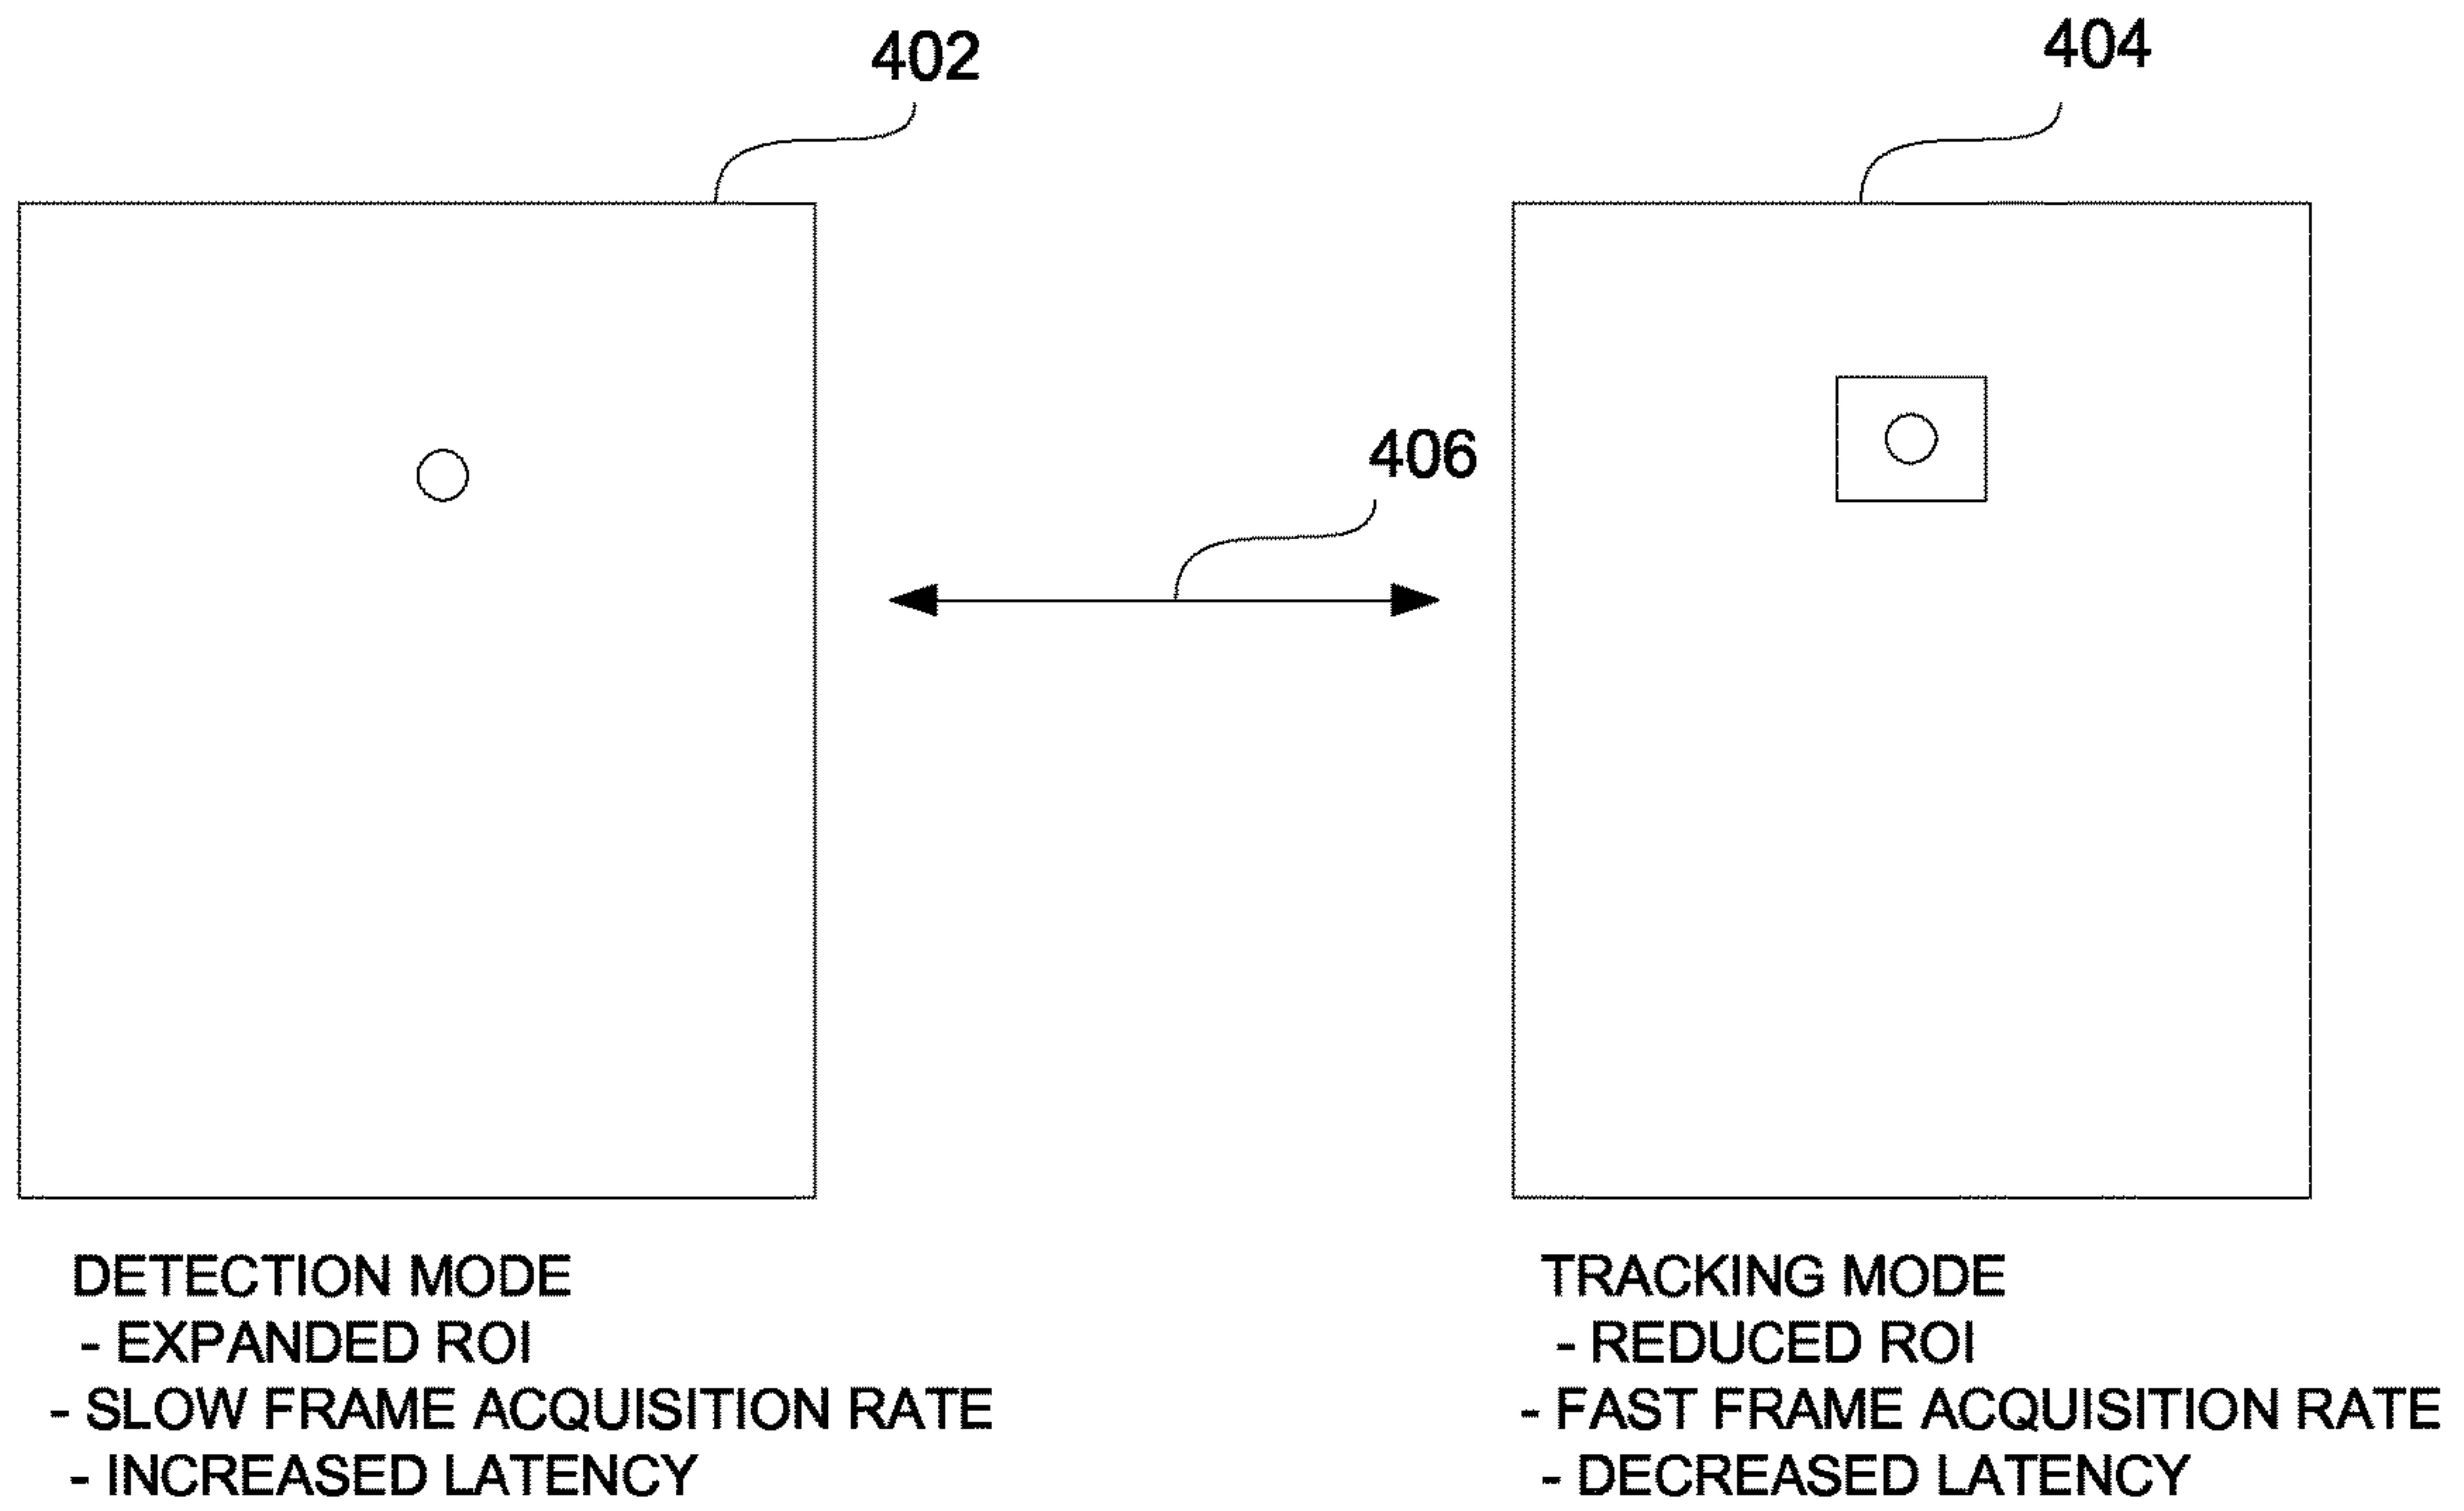 402
404
406
DETECTION MODE
- EXPANDED ROI
- SLOW FRAME ACQUISITION RATE
- INCREASED LATENCY
TRACKING MODE
- REDUCED ROI
- FAST FRAME ACQUISITION RATE
- DECREASED LATENCY